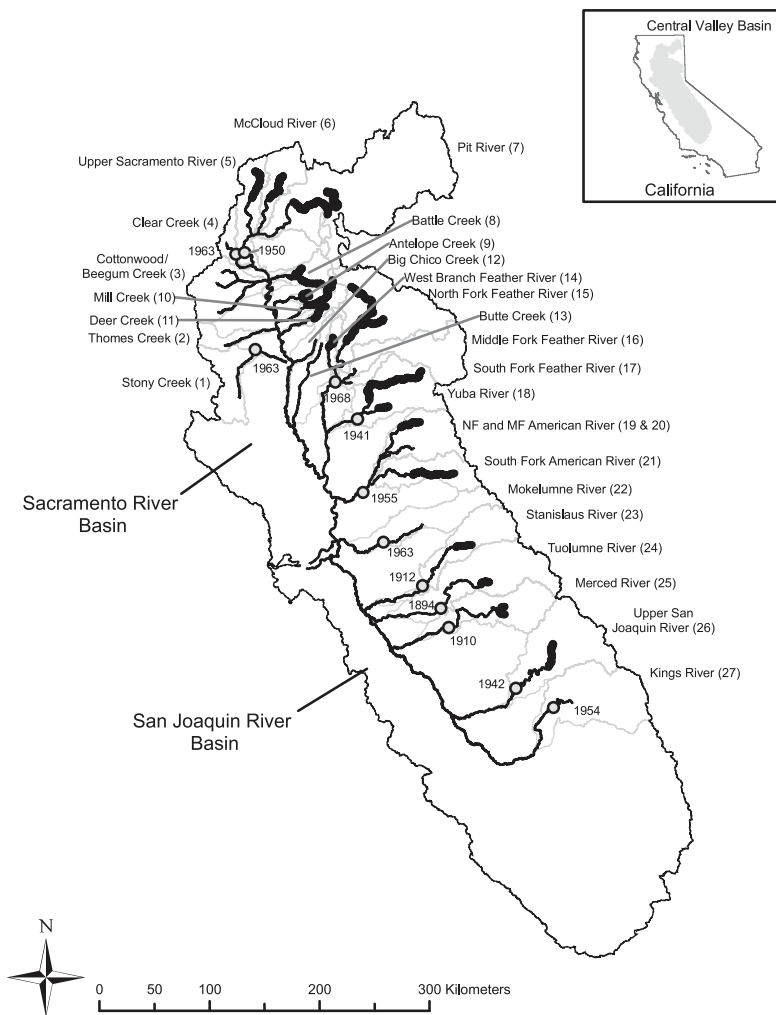 Central Valley Basin
California
McCloud River (6)
Pit River (7)
Upper Sacramento River (5)
Clear Creek (4)
Battle Creek (8)
Antelope Creek (9)
1963
1950
Big Chico Creek (12)
Cottonwood/
Beegum Creek (3)
West Branch Feather River (14)
North Fork Feather River (15)
Mill Creek (10)
Butte Creek (13)
Deer Creek (11)
Thomes Creek (2)
Middle Fork Feather River (16)
1963
South Fork Feather River (17)
Stony Creek (1)
1968
Yuba River (18)
1941
NF and MF American River (19 & 20)
South Fork American River (21)
Sacramento River
Basin
1955
Mokelumne River (22)
Stanislaus River (23)
1963
Tuolumne River (24)
1912
Merced River (25)
1894
Upper San
Joaquin River (26)
1910
Kings River (27)
1942
San Joaquin River
Basin
1954
N
0 50 100 200 300 Kilometers